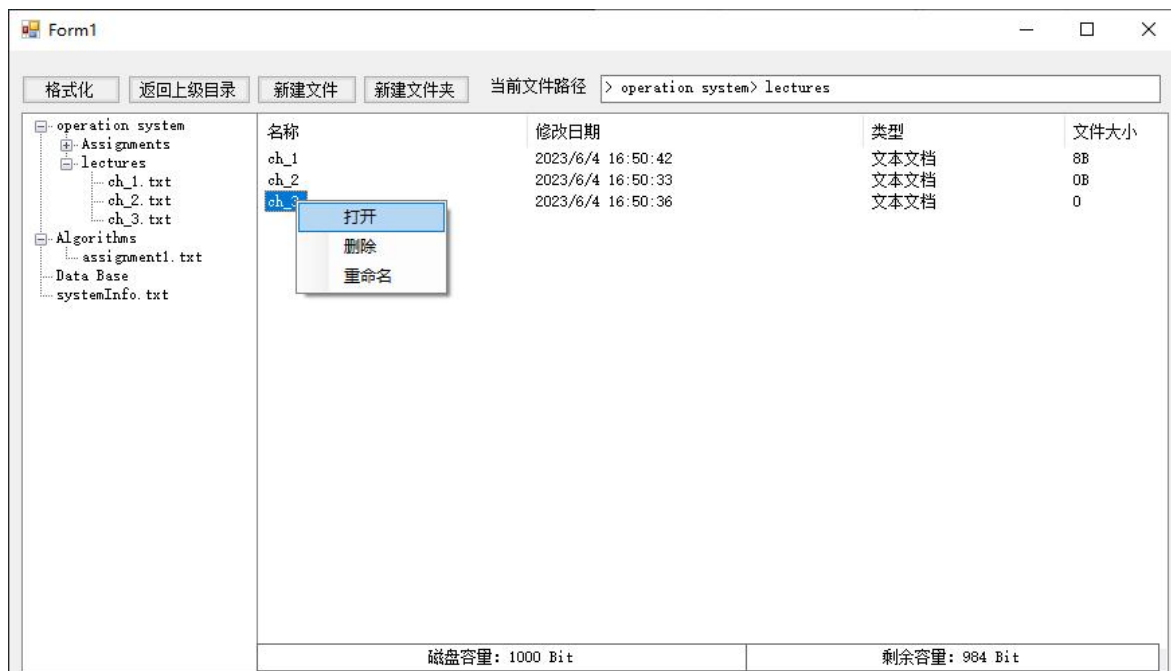 Form1
格式化 返回上级目录 新建文件 新建文件夹 当前文件路径 > operation system> lectures
operation system
Assignments
lectures
ch_1.txt
ch_2.txt
ch_3.txt
Algorithms
assignment1.txt
Data Base
systemInfo.txt
名称 修改日期 类型 文件大小
ch_1 2023/6/4 16:50:42 文本文档 8B
ch_2 2023/6/4 16:50:33 文本文档 0B
ch_3 2023/6/4 16:50:36 文本文档 0
打开
删除
重命名
磁盘容量: 1000 Bit 剩余容量: 984 Bit